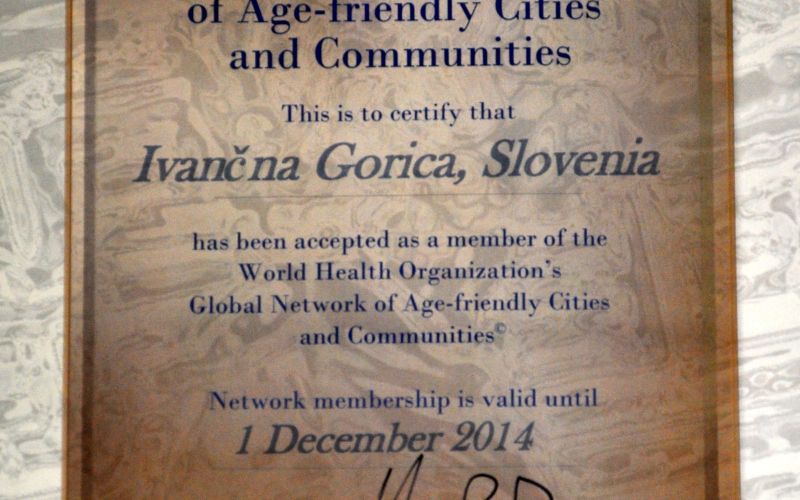 of Age-friendly Cities
and Communities
This is to certify that
Ivančna Gorica, Slovenia
has been accepted as a member of the
World Health Organization's
Global Network of Age-friendly Cities
and Communities©
Network membership is valid until
1 December 2014